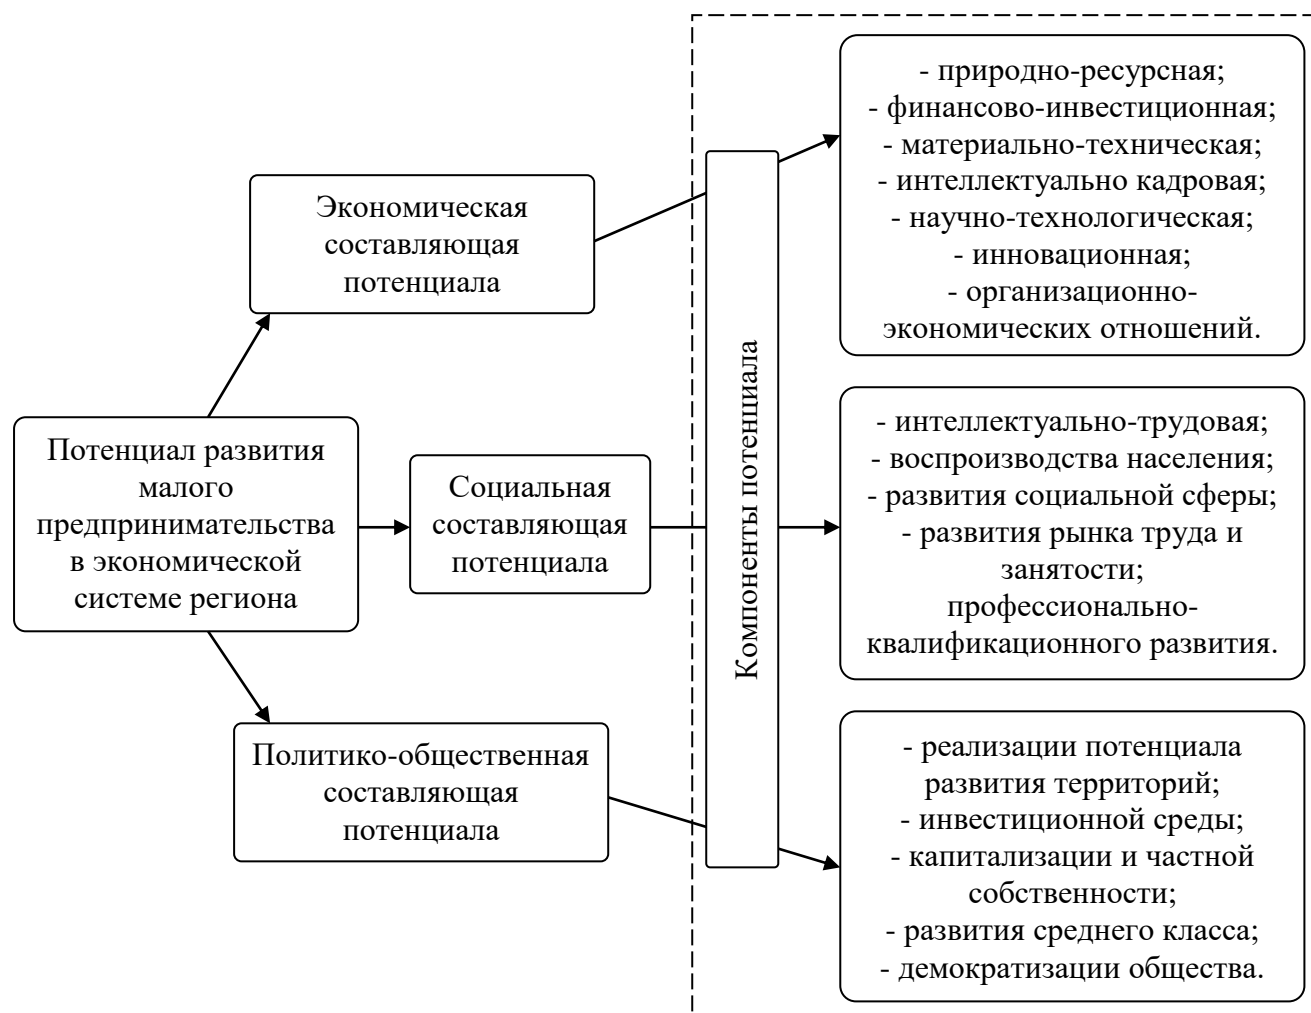 Потенциал развития
малого
предпринимательства
в экономической
системе региона
Экономическая
составляющая
потенциала
Социальная
составляющая
потенциала
Политико-общественная
составляющая
потенциала
Компоненты потенциала
- природно-ресурсная;
- финансово-инвестиционная;
- материально-техническая;
- интеллектуально кадровая;
- научно-технологическая;
- инновационная;
- организационно-
экономических отношений.
- интеллектуально-трудовая;
- воспроизводства населения;
- развития социальной сферы;
- развития рынка труда и
занятости;
профессионально-
квалификационного развития.
- реализации потенциала
развития территорий;
- инвестиционной среды;
- капитализации и частной
собственности;
- развития среднего класса;
- демократизации общества.